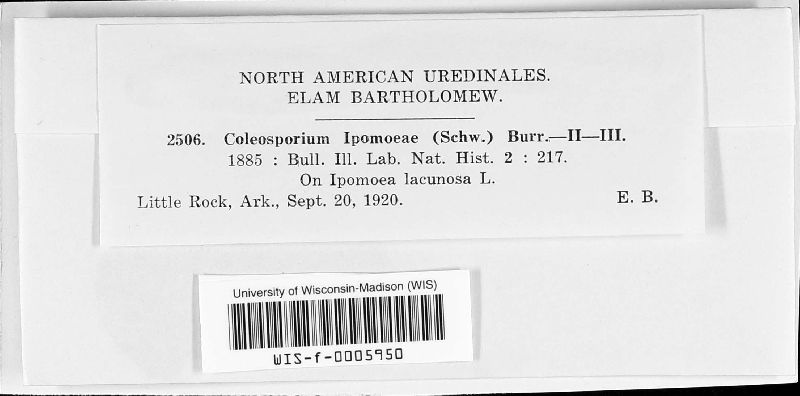 NORTH AMERICAN UREDINALES.
ELAM BARTHOLOMEW.
2506. Coleosporium Ipomoeae (Schw.) Burr.—II—III.
1885 : Bull. Ill. Lab. Nat. Hist. 2 : 217.
On Ipomoea lacunosa L.
Little Rock, Ark., Sept. 20, 1920. E. B.
University of Wisconsin-Madison (WIS)
WIS-f-0005950